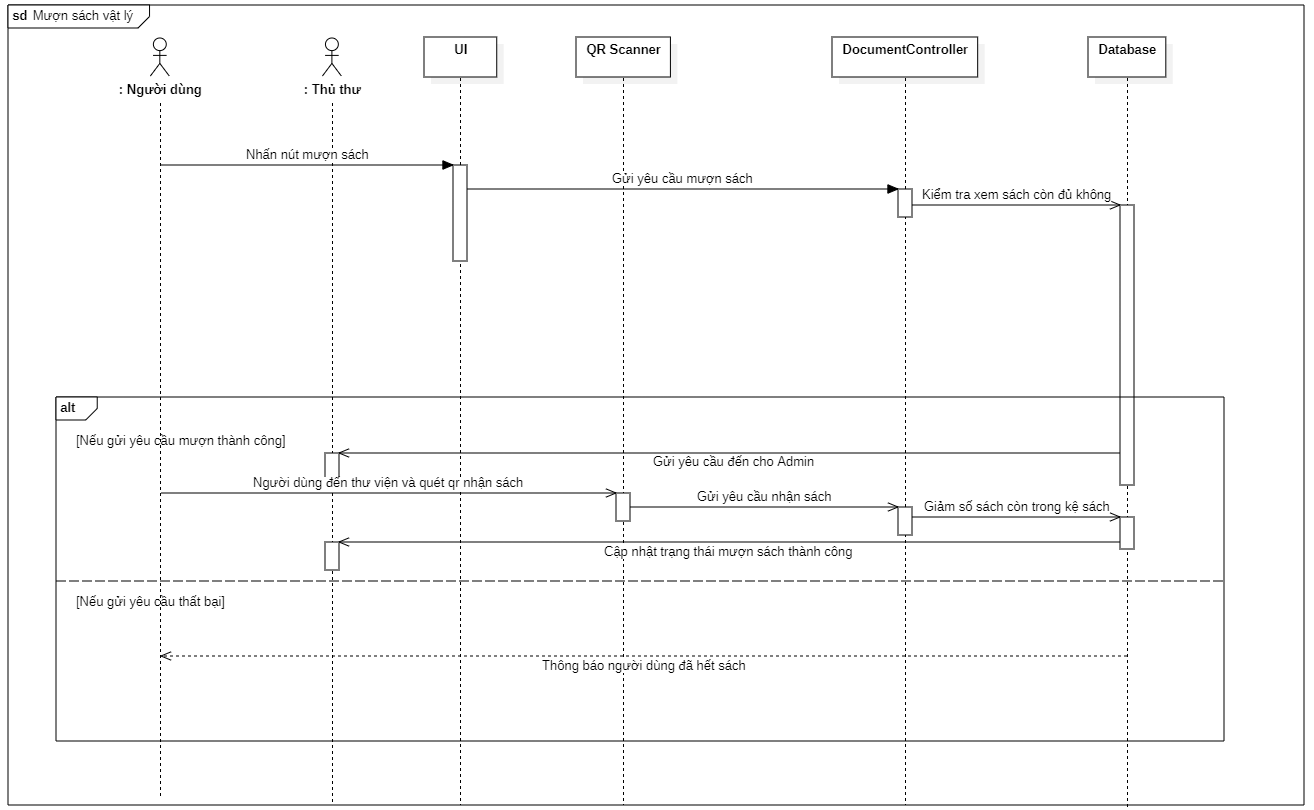 sd Mượn sách vật lý
: Người dùng
: Thủ thư
UI
QR Scanner
DocumentController
Database
Nhấn nút mượn sách
Gửi yêu cầu mượn sách
Kiểm tra xem sách còn đủ không
alt
[Nếu gửi yêu cầu mượn thành công]
Gửi yêu cầu đến cho Admin
Người dùng đến thư viện và quét qr nhận sách
Gửi yêu cầu nhận sách
Giảm số sách còn trong kệ sách
Cập nhật trạng thái mượn sách thành công
[Nếu gửi yêu cầu thất bại]
Thông báo người dùng đã hết sách